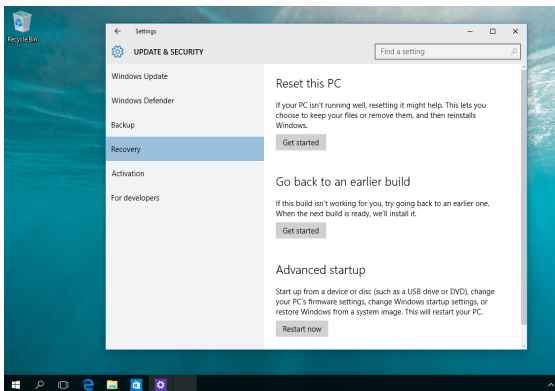 Recycle Bin
Settings
UPDATE & SECURITY
Find a setting
Windows Update
Windows Defender
Backup
Recovery
Activation
For developers
Reset this PC
If your PC isn't running well, resetting it might help. This lets you
choose to keep your files or remove them, and then reinstalls
Windows.
Get started
Go back to an earlier build
If this build isn't working for you, try going back to an earlier one.
When the next build is ready, we'll install it.
Get started
Advanced startup
Start up from a device or disc (such as a USB drive or DVD), change
your PC's firmware settings, change Windows startup settings, or
restore Windows from a system image. This will restart your PC.
Restart now